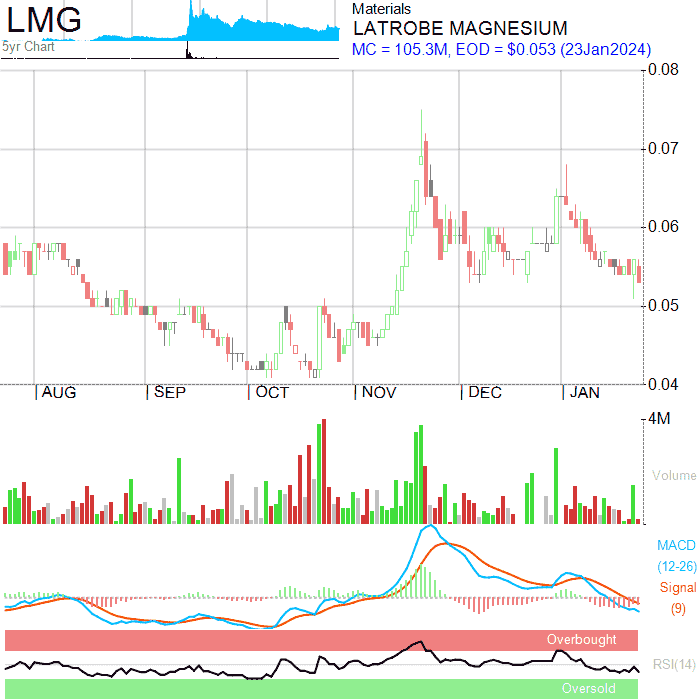 LMG
5yr Chart
Materials
LATROBE MAGNESIUM
MC = 105.3M, EOD = $0.053 (23Jan2024)
0.08
0.07
0.06
0.05
0.04
AUG SEP OCT NOV DEC JAN
4M
Volume
MACD
(12-26)
Signal
(9)
Overbought
RSI(14)
Oversold